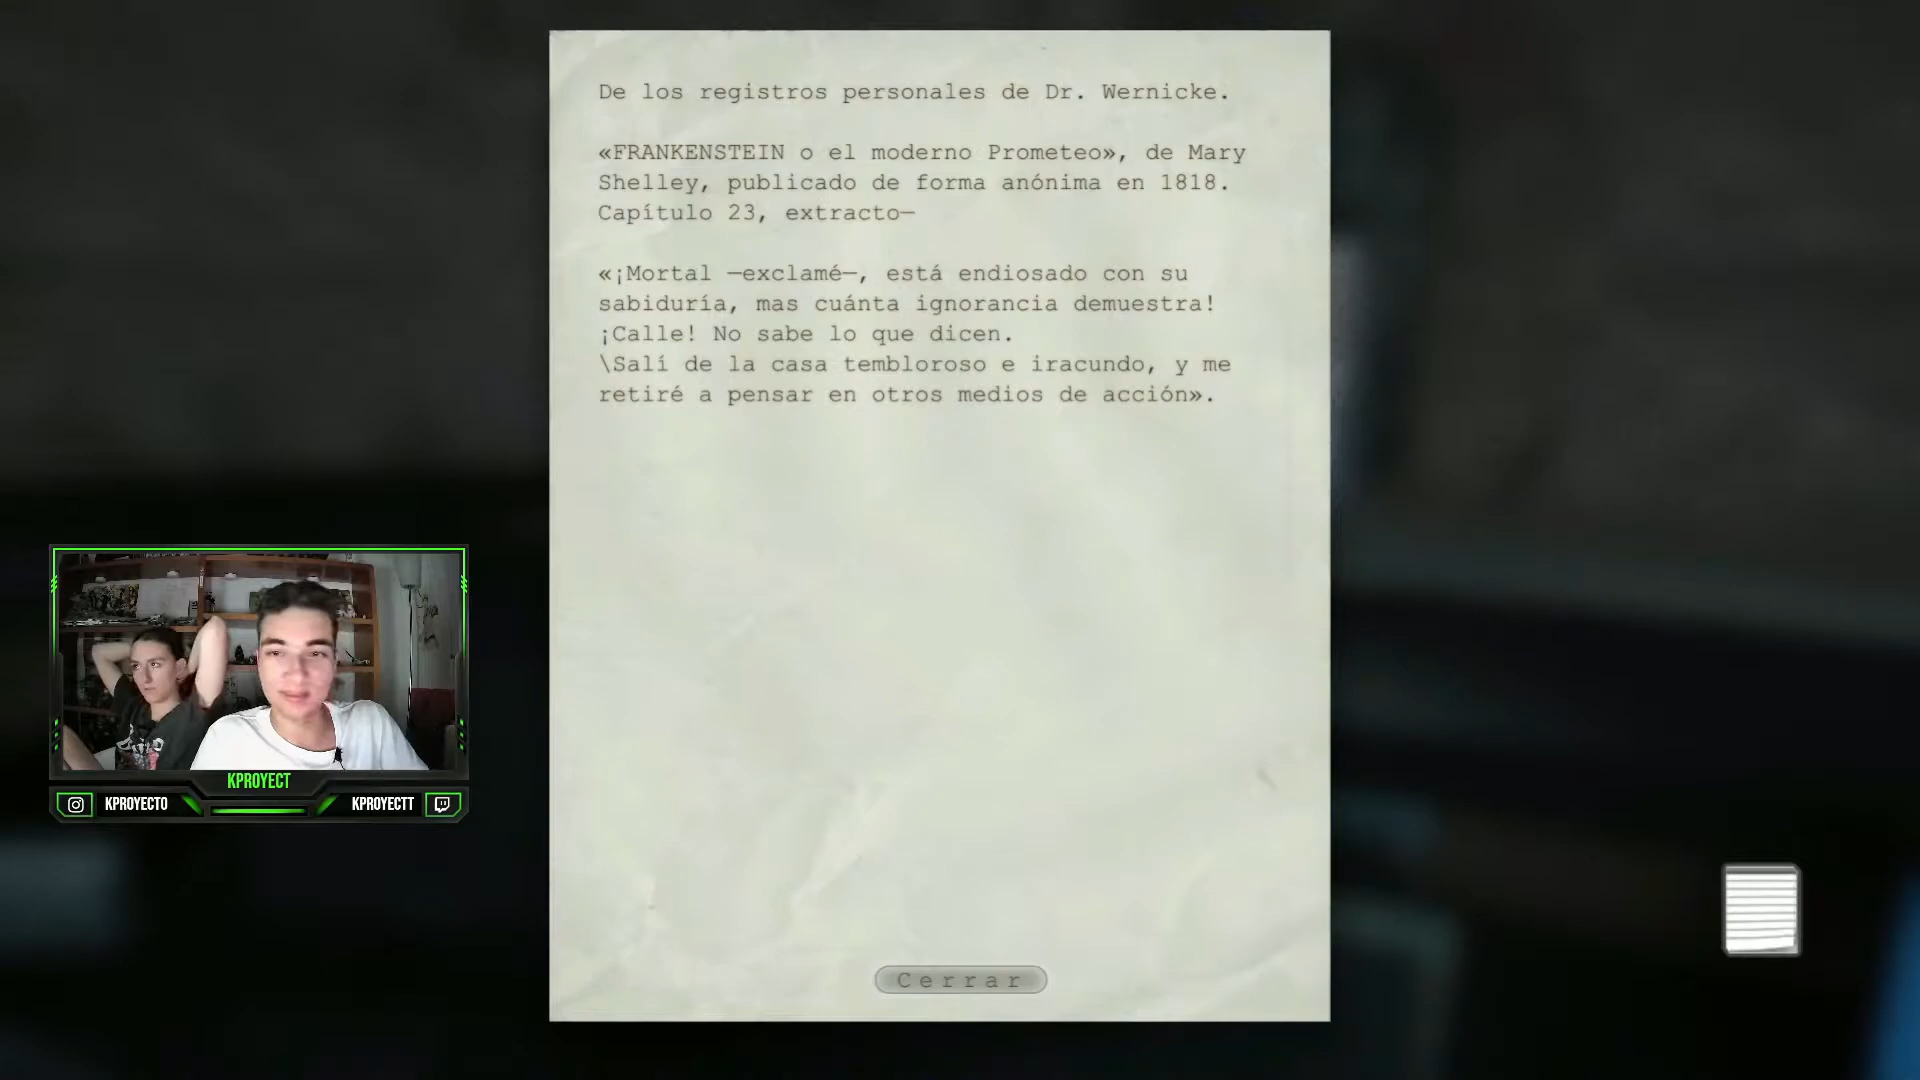 De los registros personales de Dr. Wernicke.
«FRANKENSTEIN o el moderno Prometeo», de Mary
Shelley, publicado de forma anónima en 1818.
Capítulo 23, extracto—
«¡Mortal —exclamé—, está endiosado con su
sabiduría, mas cuánta ignorancia demuestra!
¡Calle! No sabe lo que dicen.
\Salí de la casa tembloroso e iracundo, y me
retiré a pensar en otros medios de acción».
Cerrar
KPROYECT
KPROYECTO
KPROYECTT